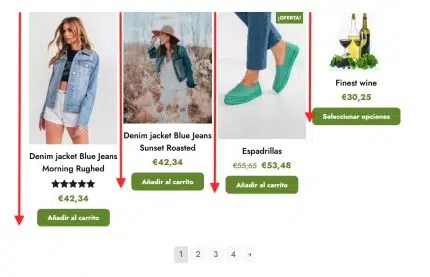 ¡OFERTA!
Denim jacket Blue Jeans
Morning Rughed
€42,34
Añadir al carrito
Denim jacket Blue Jeans
Sunset Roasted
€42,34
Añadir al carrito
Espadrillas
€55,65 €53,48
Añadir al carrito
Finest wine
€30,25
Seleccionar opciones
1 2 3 4 →